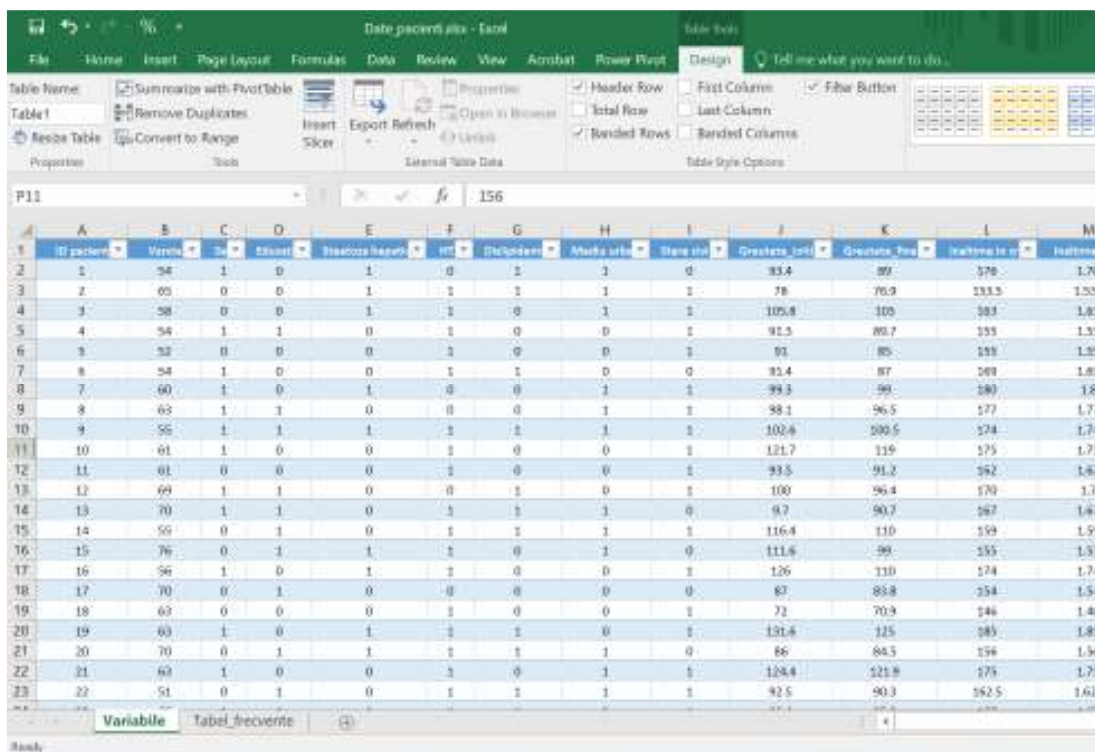 Date_pacienti.xlsx - Excel
Table Tools
File Home Insert Page Layout Formulas Data Review View Acrobat Power Pivot Design Tell me what you want to do...
Table Name: Summarize with PivotTable Properties Header Row First Column Filter Button
Table1 Remove Duplicates Insert Slicer Export Refresh Open in Browser Total Row Last Column
Resize Table Convert to Range Unlink Banded Rows Banded Columns
Properties Tools External Table Data Table Style Options
P11 fx 156
A B C D E F G H I J K L M
1 ID pacient Varsta
2 1 54 1 0 1 0 1 1 0 93.4 89 176
3 2 65 0 0 1 1 1 1 1 78 76.9 153.5
4 3 58 0 0 1 1 0 1 1 105.8 105 163
5 4 54 1 1 0 1 0 0 1 91.5 89.7 155
6 5 52 0 0 0 1 0 0 1 91 85 155
7 6 54 1 0 0 1 1 0 0 91.4 87 169
8 7 60 1 0 1 0 0 1 1 99.3 99 180
9 8 63 1 1 0 0 0 1 1 98.1 96.5 177
10 9 55 1 1 1 1 1 1 1 102.6 100.5 174
11 10 61 1 0 0 1 0 0 1 121.7 119 175
12 11 61 0 0 0 1 0 0 1 93.5 91.2 162
13 12 69 1 1 0 0 1 0 1 100 96.4 170
14 13 70 1 1 0 1 1 1 0 9.7 90.7 167
15 14 55 0 1 0 1 1 1 1 116.4 110 159
16 15 76 0 1 1 1 0 1 0 111.6 99 155
17 16 56 1 0 1 1 0 0 1 126 110 174
18 17 70 0 1 0 0 0 0 0 87 83.8 154
19 18 63 0 0 0 1 0 0 1 72 70.9 146
20 19 63 1 0 1 1 1 0 1 131.6 125 185
21 20 70 0 1 1 1 1 1 0 86 84.5 156
22 21 63 1 0 0 1 0 1 1 124.4 121.9 175
23 22 51 0 1 0 1 1 1 1 92.5 90.3 162.5
Variabile Tabel_frecvente
Ready